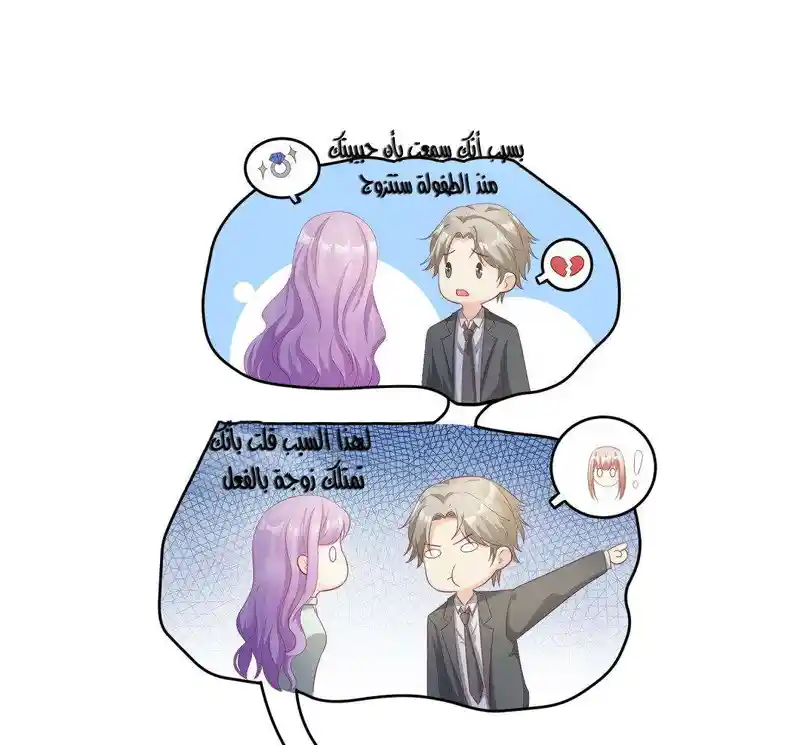 بسبب أنك سمعت بأن حبيبتك
منذ الطفولة ستتزوج
لهذا السبب قلت بأنك
تمتلك زوجة بالفعل